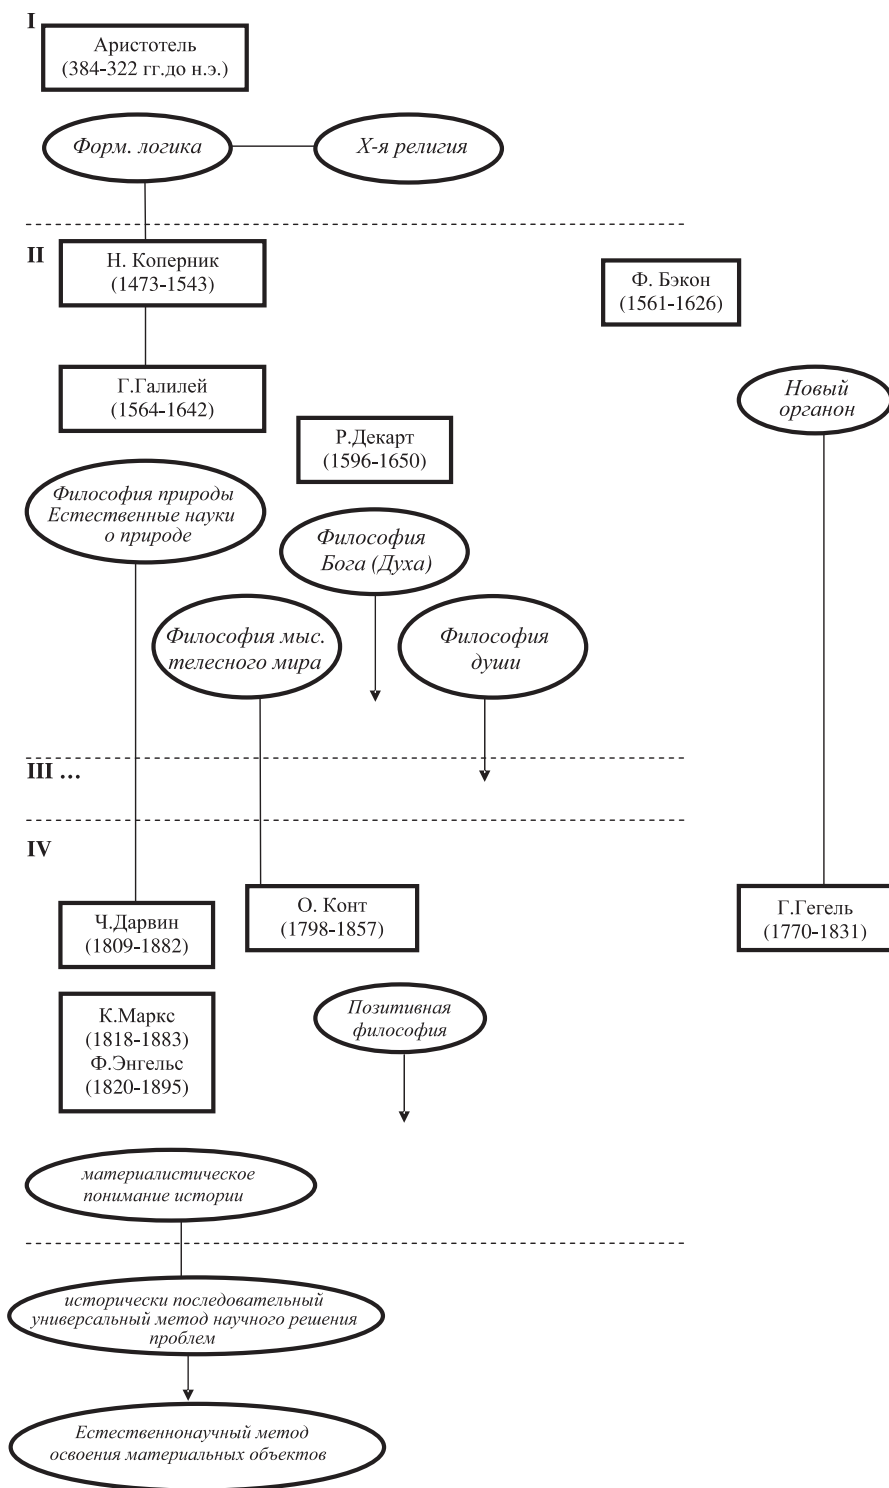 I
Аристотель
(384-322 гг.до н.э.)
Форм. логика
Х-я религия
II
Н. Коперник
(1473-1543)
Ф. Бэкон
(1561-1626)
Г.Галилей
(1564-1642)
Новый
органон
Р.Декарт
(1596-1650)
Философия природы
Естественные науки
о природе
Философия
Бога (Духа)
Философия мыс.
телесного мира
Философия
души
III ...
IV
Ч.Дарвин
(1809-1882)
О. Конт
(1798-1857)
Г.Гегель
(1770-1831)
К.Маркс
(1818-1883)
Ф.Энгельс
(1820-1895)
Позитивная
философия
материалистическое
понимание истории
исторически последовательный
универсальный метод научного решения
проблем
Естественнонаучный метод
освоения материальных объектов